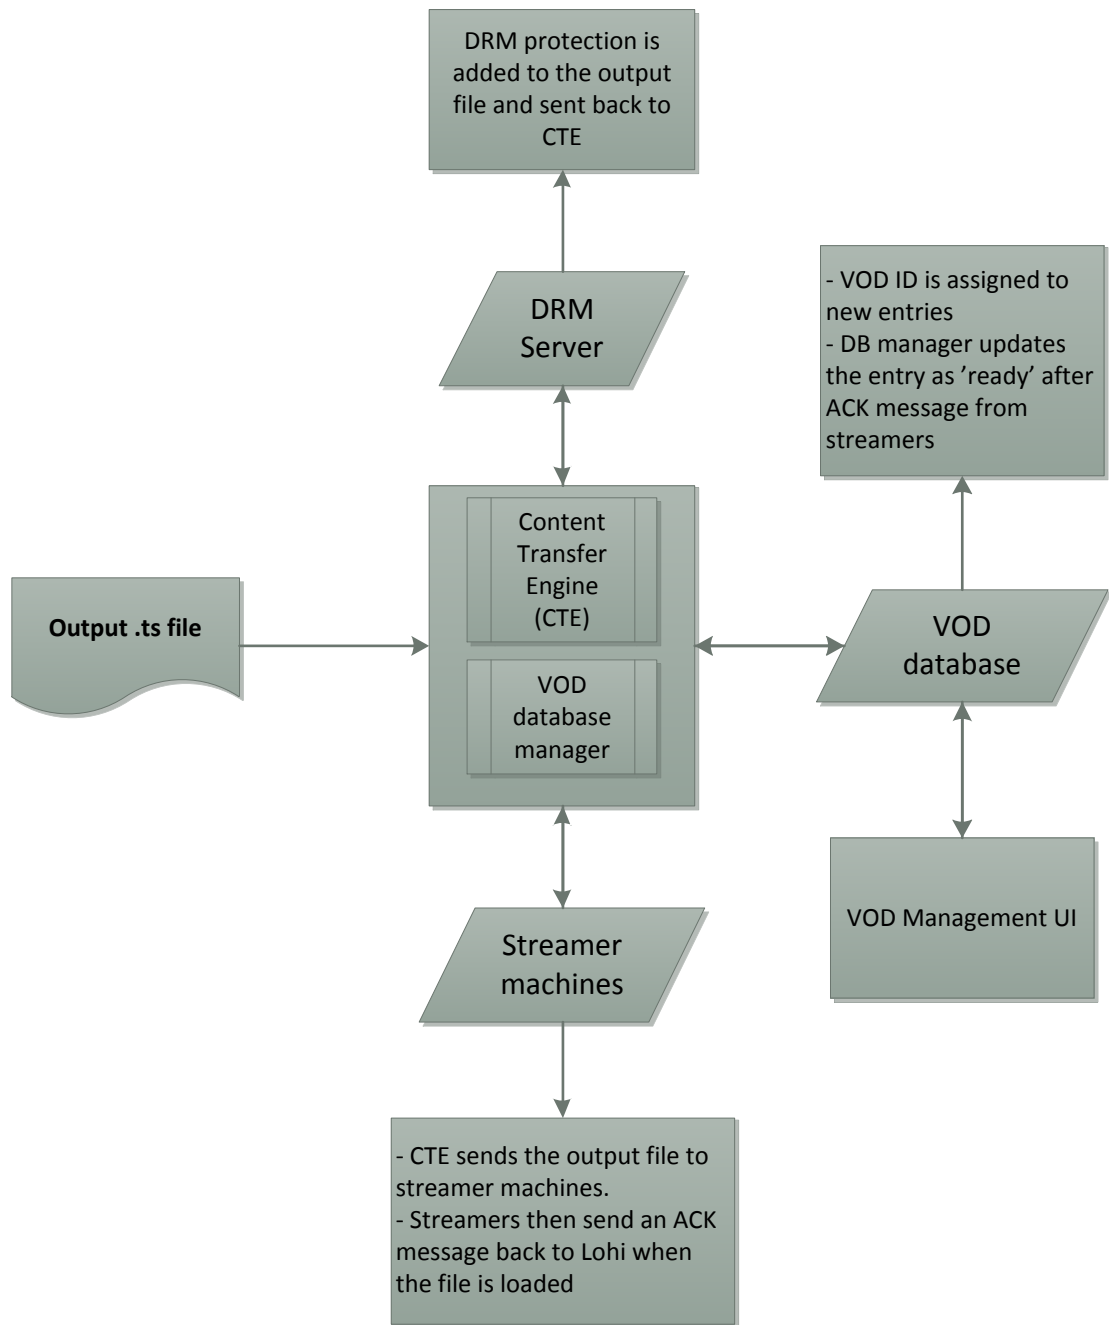 DRM protection is
added to the output
file and sent back to
CTE
DRM
Server
- VOD ID is assigned to
new entries
- DB manager updates
the entry as ’ready’ after
ACK message from
streamers
Content
Transfer
Engine
(CTE)
Output .ts file
VOD
database
VOD
database
manager
VOD Management UI
Streamer
machines
- CTE sends the output file to
streamer machines.
- Streamers then send an ACK
message back to Lohi when
the file is loaded